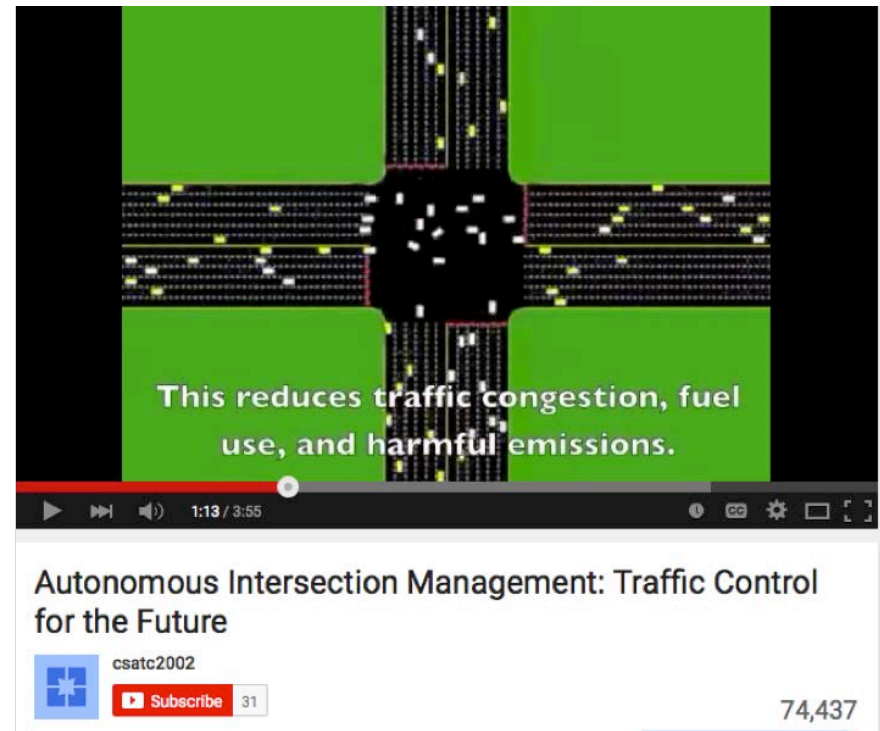 This reduces traffic congestion, fuel
use, and harmful emissions.
1:13 / 3:55
CC
Autonomous Intersection Management: Traffic Control
for the Future
csatc2002
Subscribe 31
74,437